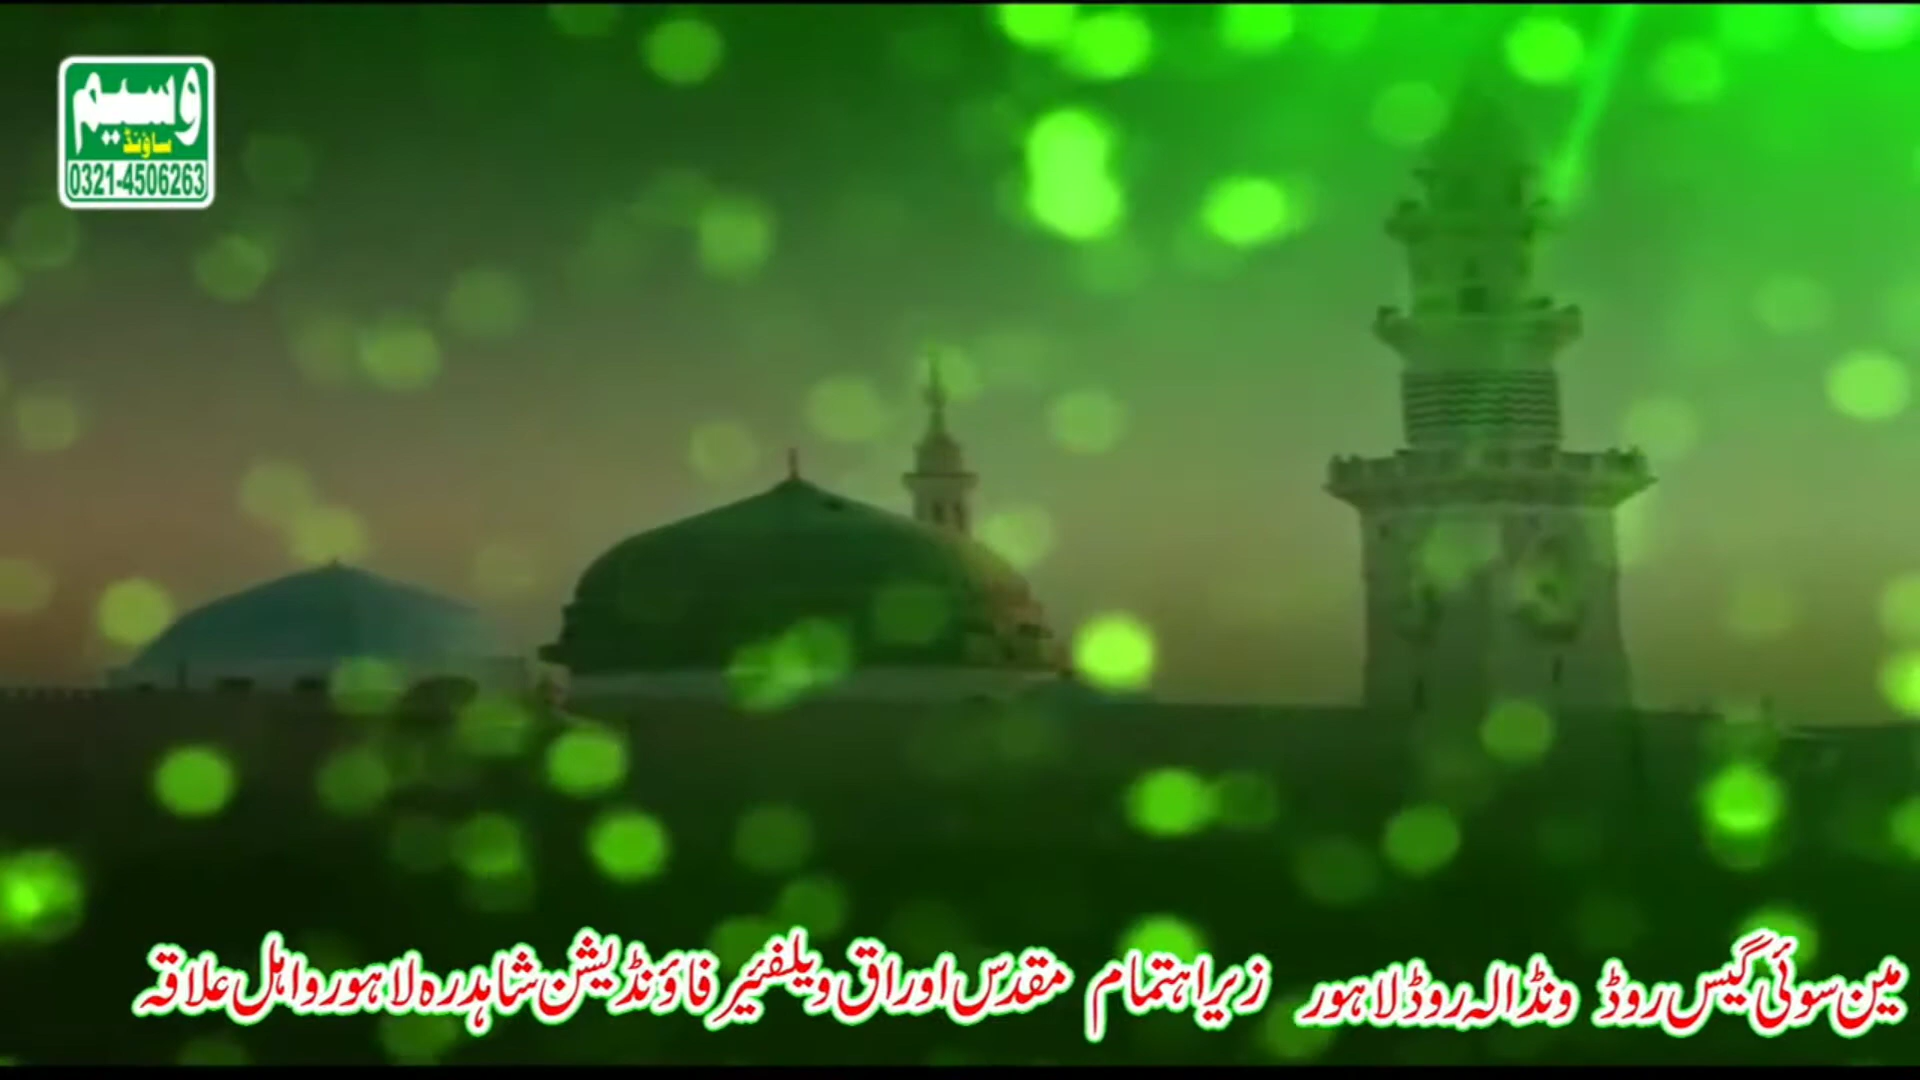 وسیم
ساؤنڈ
0321-4506263
مین سوئی گیس روڈ ونڈالہ روڈ لاہور زیر اہتمام مقدس اوراق ویلفئیر فاؤنڈیشن شاہدرہ لاہور و اہل علاقہ